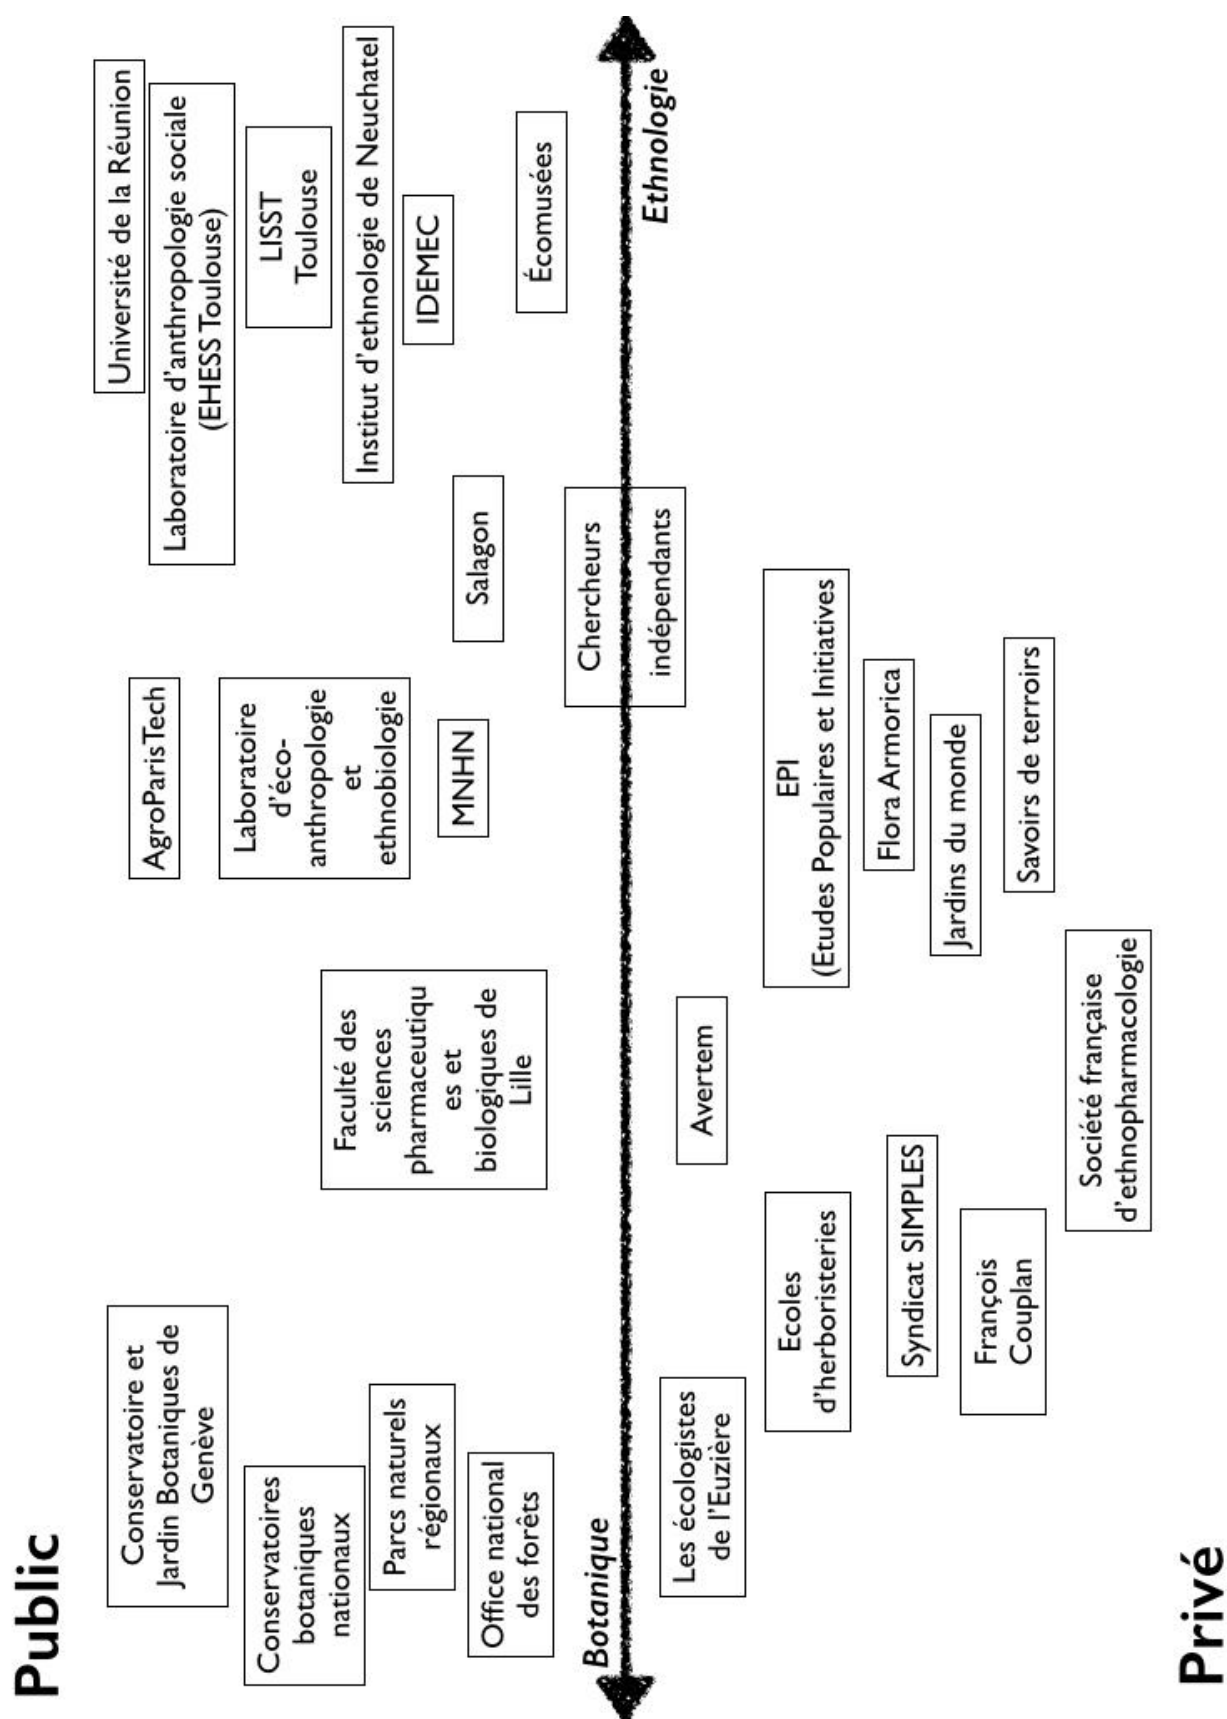 Public
Conservatoire et
Jardin Botaniques de
Genève
Conservatoires
botaniques
nationaux
Parcs naturels
régionaux
Office national
des forêts
Faculté des
sciences
pharmaceutiqu
es et
biologiques de
Lille
AgroParisTech
Laboratoire
d'éco-
anthropologie
et
ethnobiologie
MNHN
Salagon
Université de la Réunion
Laboratoire d'anthropologie sociale
(EHESS Toulouse)
LISST
Toulouse
Institut d'ethnologie de Neuchatel
IDEMEC
Écomusées
Botanique
Chercheurs
indépendants
Ethnologie
Les écologistes
de l'Euzière
Ecoles
d'herboristeries
Syndicat SIMPLES
François
Couplan
Avertem
Société française
d'ethnopharmacologie
EPI
(Etudes Populaires et Initiatives
Flora Armorica
Jardins du monde
Savoirs de terroirs
Privé